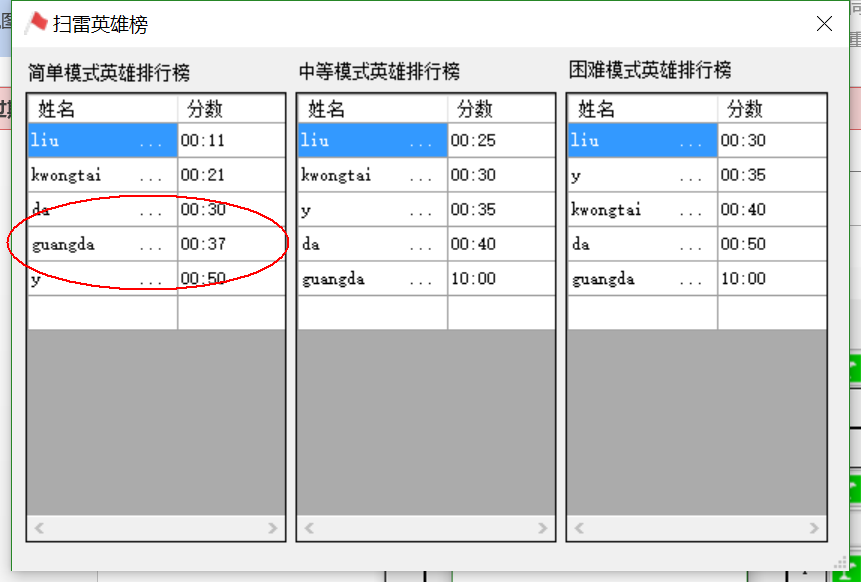 扫雷英雄榜
简单模式英雄排行榜
姓名 分数
liu ... 00:11
kwongtai ... 00:21
da ... 00:30
guangda ... 00:37
y ... 00:50
中等模式英雄排行榜
姓名 分数
liu ... 00:25
kwongtai ... 00:30
y ... 00:35
da ... 00:40
guangda ... 10:00
困难模式英雄排行榜
姓名 分数
liu ... 00:30
y ... 00:35
kwongtai ... 00:40
da ... 00:50
guangda ... 10:00